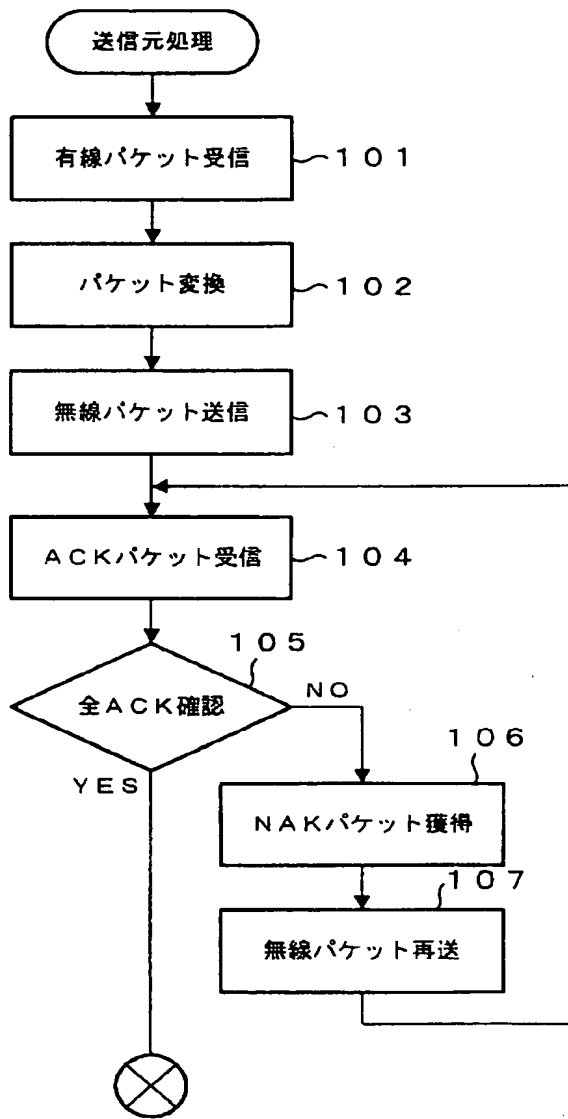 送信元処理
有線パケット受信
101
パケット変換
102
無線パケット送信
103
ACKパケット受信
104
105
全ACK確認
NO
YES
106
NAKパケット獲得
107
無線パケット再送